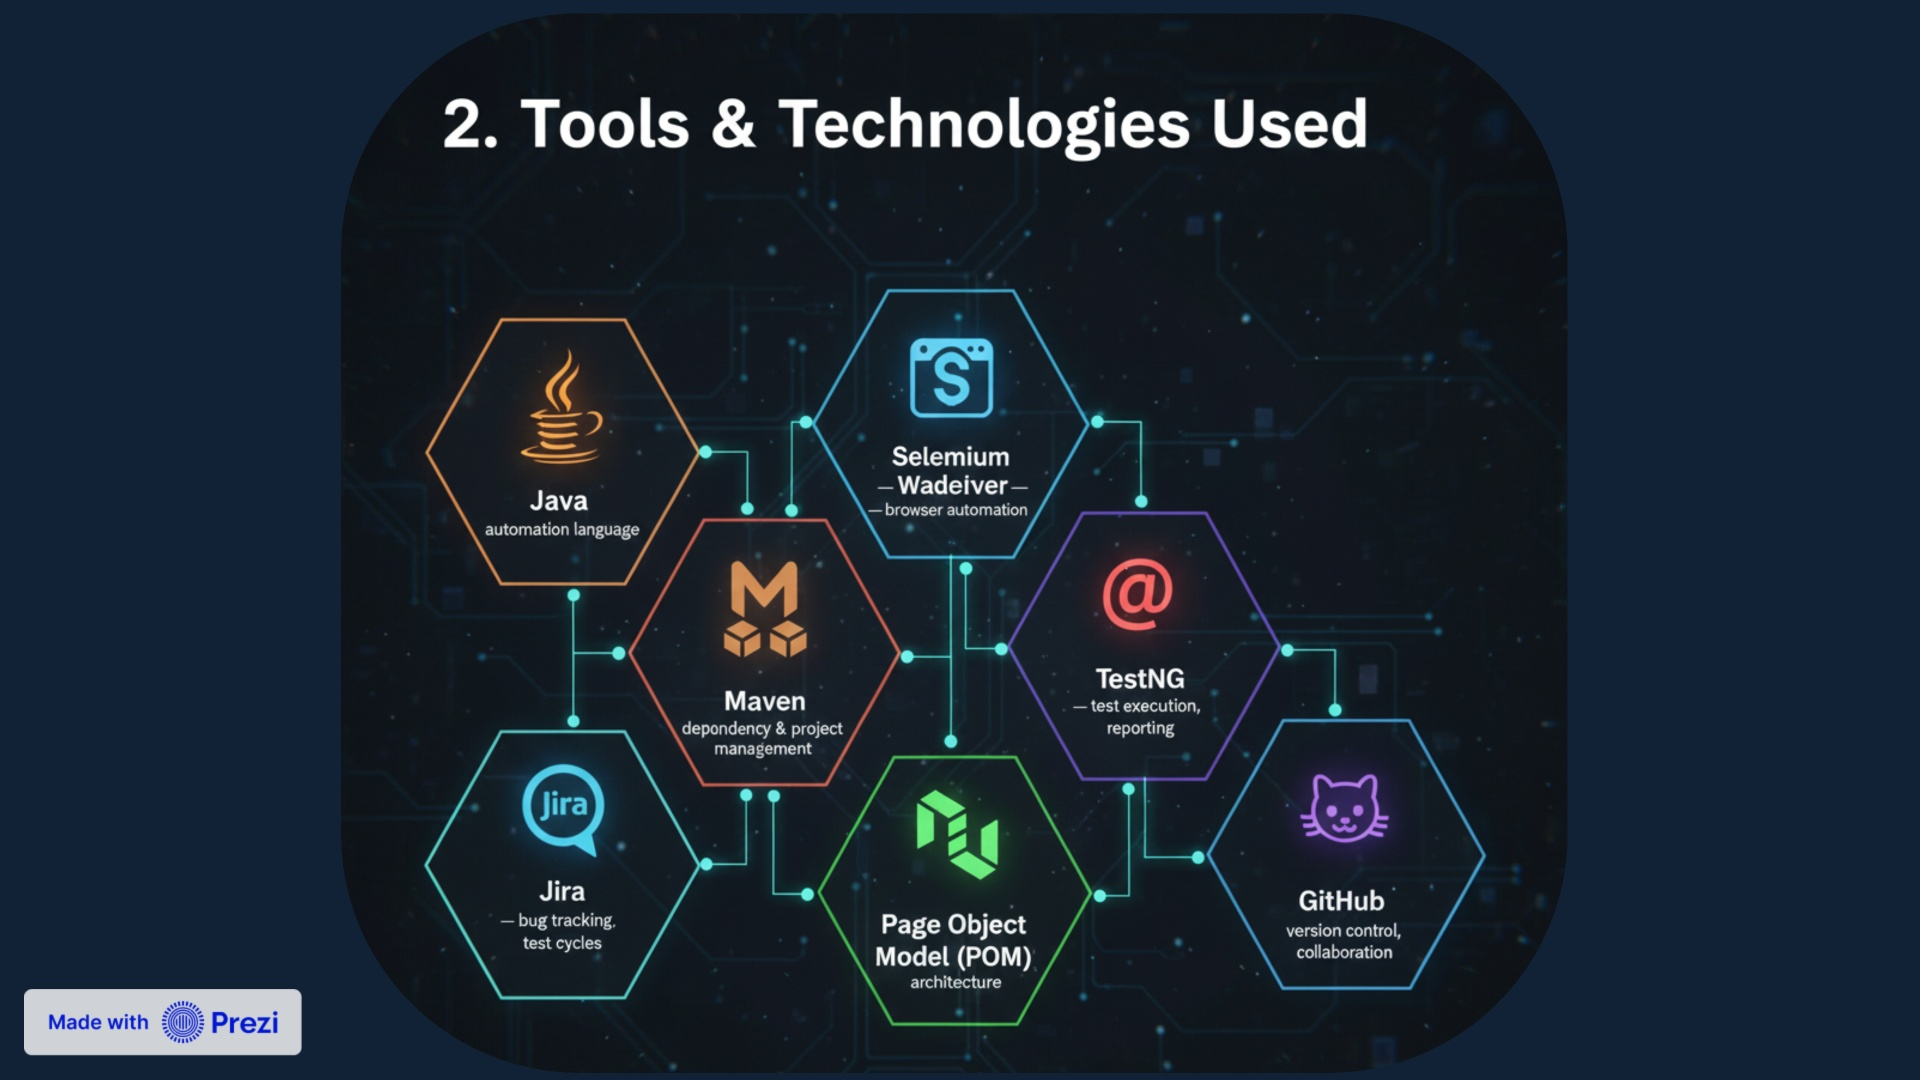 2. Tools & Technologies Used
Java
automation language
S
Selemium
— Wadeiver —
— browser automation
M
Maven
depondency & project
management
@
TestNG
— test execution,
reporting
Jira
Jira
— bug tracking,
test cycles
Page Object
Model (POM)
architecture
GitHub
version control,
collaboration
Made with Prezi